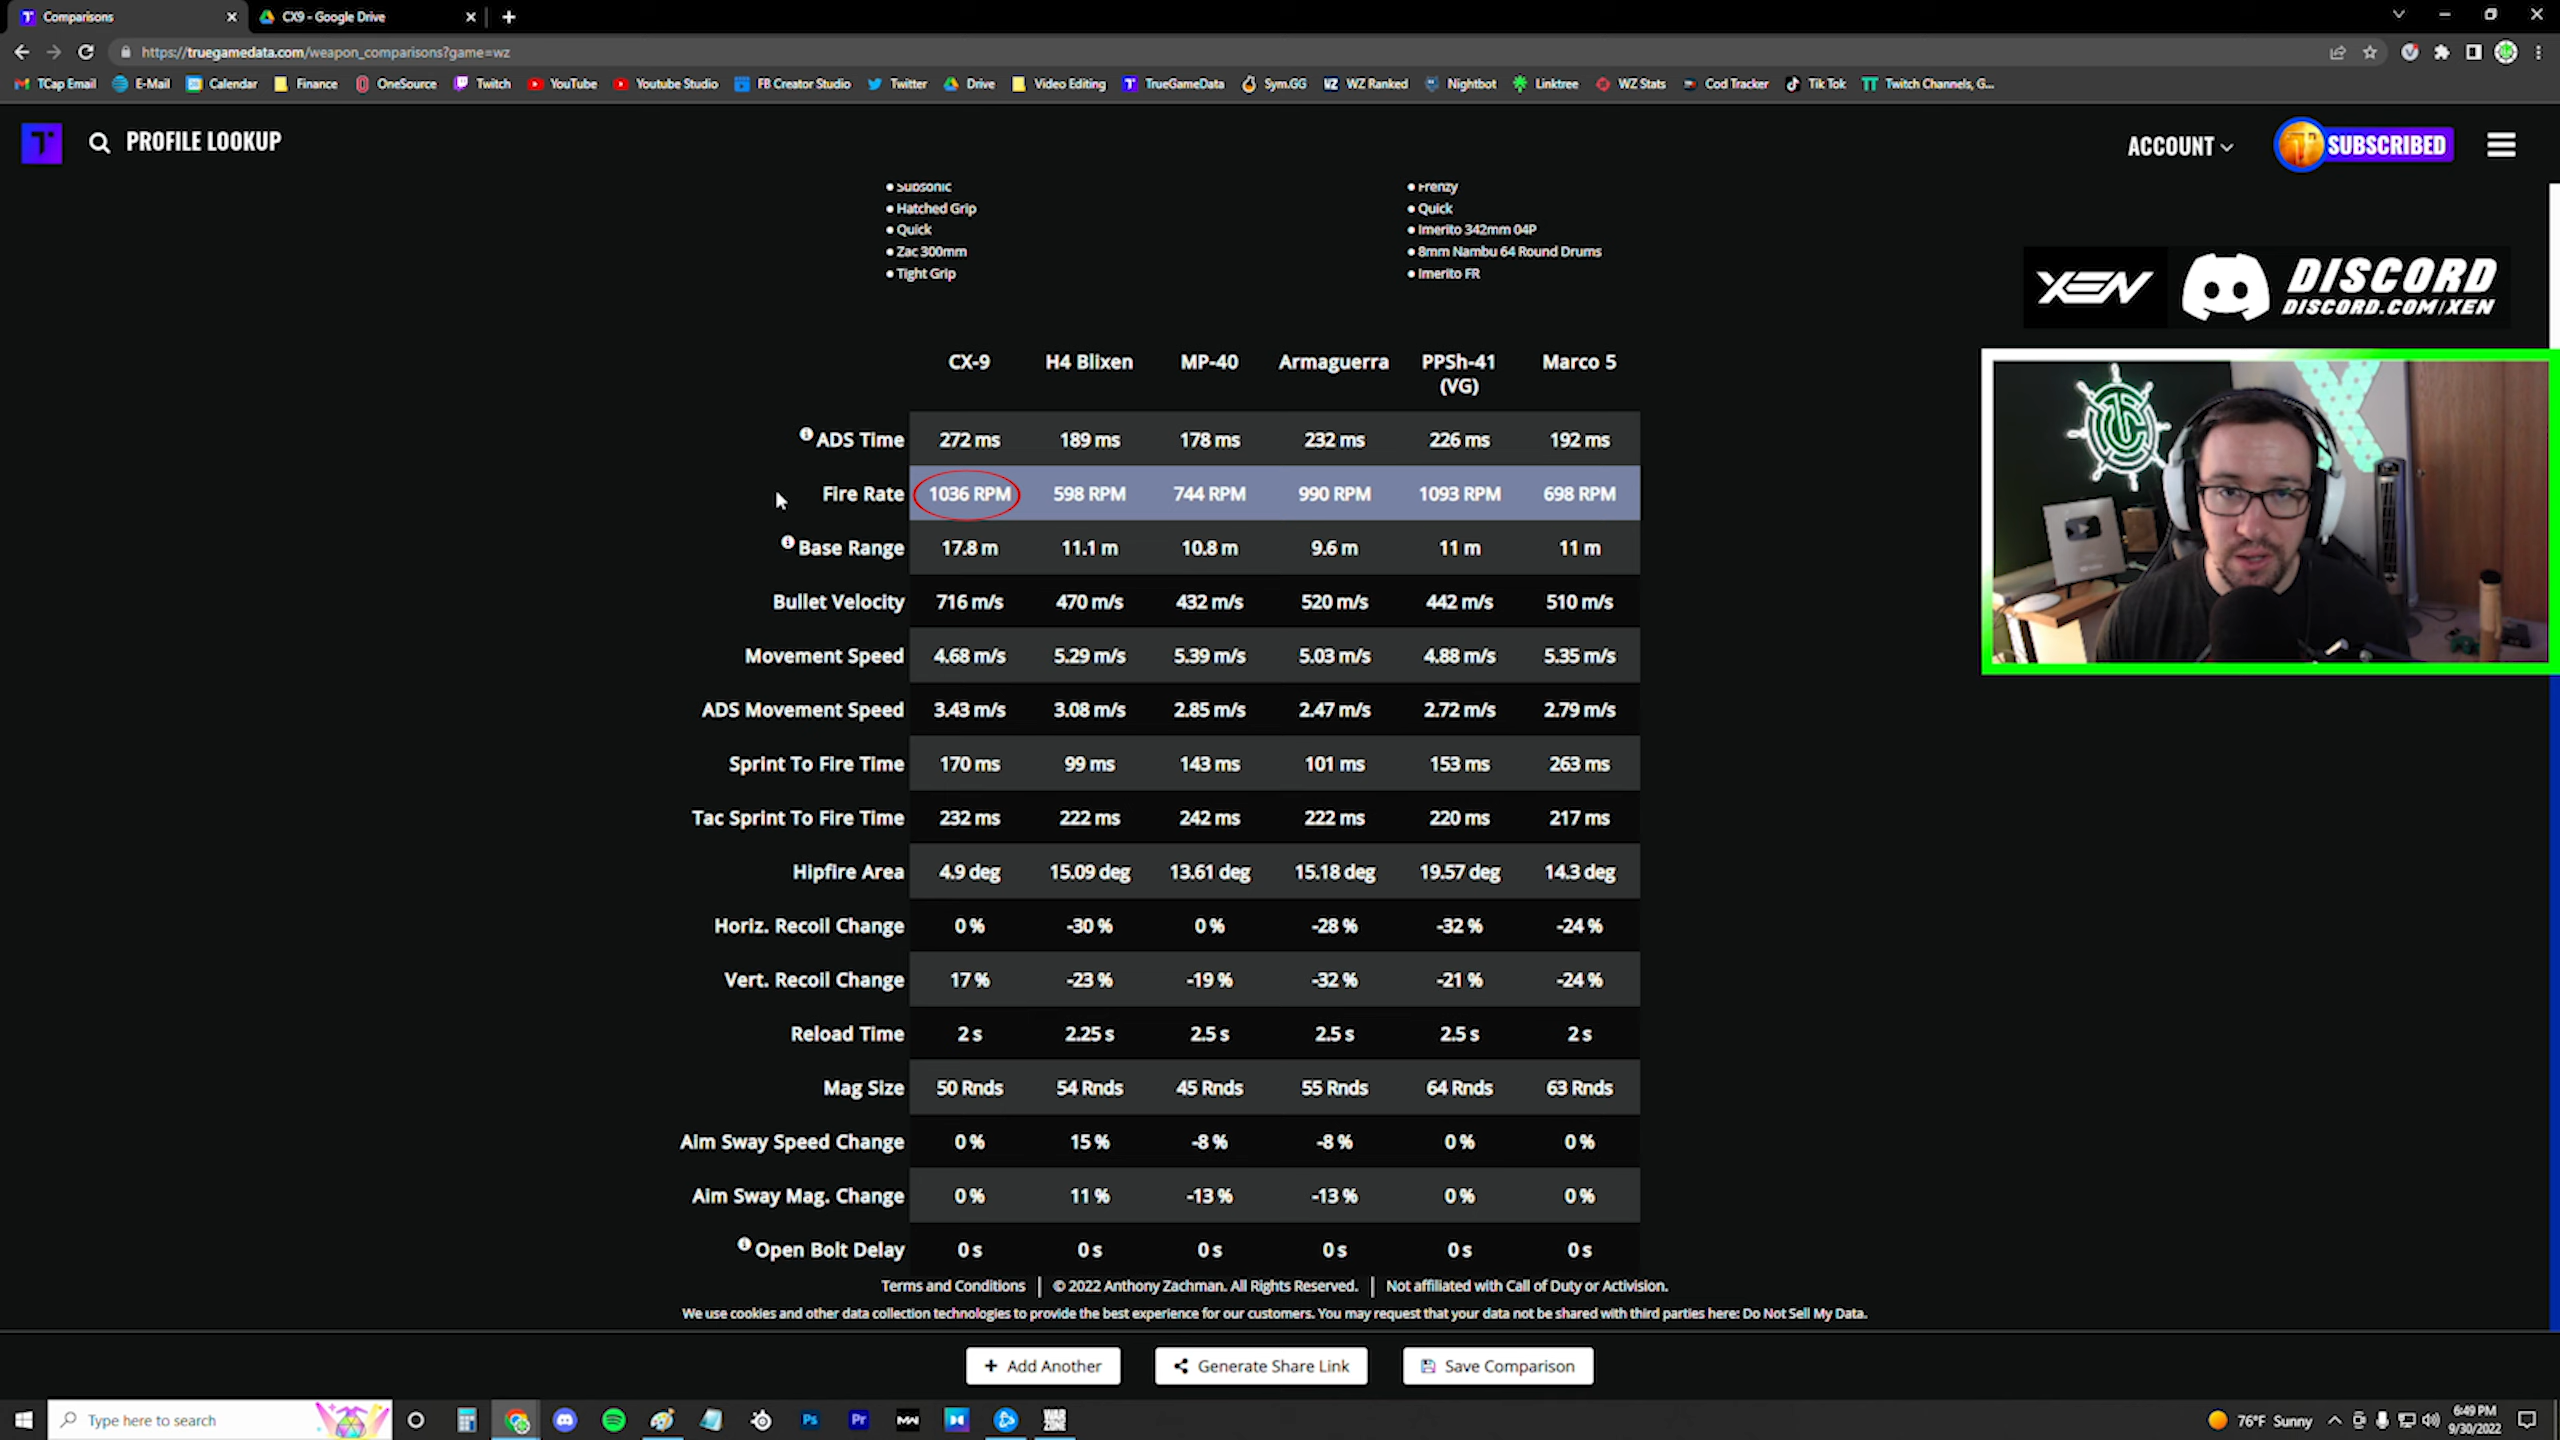 Comparisons
CX9 - Google Drive
https://truegamedata.com/weapon_comparisons?game=wz
TCap Email E-Mail Calendar Finance OneSource Twitch YouTube Youtube Studio FB Creator Studio Twitter Drive Video Editing TrueGameData Sym.GG WZ Ranked Nightbot Linktree WZ Stats Cod Tracker Tik Tok Twitch Channels, G...
PROFILE LOOKUP
ACCOUNT
SUBSCRIBED
• Subsonic
• Hatched Grip
• Quick
• Zac 300mm
• Tight Grip
• Frenzy
• Quick
• Imerito 342mm 04P
• 8mm Nambu 64 Round Drums
• Imerito FR
XEN
DISCORD
DISCORD.COM/XEN
CX-9 H4 Blixen MP-40 Armaguerra PPSh-41 (VG) Marco 5
ADS Time 272 ms 189 ms 178 ms 232 ms 226 ms 192 ms
Fire Rate 1036 RPM 598 RPM 744 RPM 990 RPM 1093 RPM 698 RPM
Base Range 17.8 m 11.1 m 10.8 m 9.6 m 11 m 11 m
Bullet Velocity 716 m/s 470 m/s 432 m/s 520 m/s 442 m/s 510 m/s
Movement Speed 4.68 m/s 5.29 m/s 5.39 m/s 5.03 m/s 4.88 m/s 5.35 m/s
ADS Movement Speed 3.43 m/s 3.08 m/s 2.85 m/s 2.47 m/s 2.72 m/s 2.79 m/s
Sprint To Fire Time 170 ms 99 ms 143 ms 101 ms 153 ms 263 ms
Tac Sprint To Fire Time 232 ms 222 ms 242 ms 222 ms 220 ms 217 ms
Hipfire Area 4.9 deg 15.09 deg 13.61 deg 15.18 deg 19.57 deg 14.3 deg
Horiz. Recoil Change 0 % -30 % 0 % -28 % -32 % -24 %
Vert. Recoil Change 17 % -23 % -19 % -32 % -21 % -24 %
Reload Time 2 s 2.25 s 2.5 s 2.5 s 2.5 s 2 s
Mag Size 50 Rnds 54 Rnds 45 Rnds 55 Rnds 64 Rnds 63 Rnds
Aim Sway Speed Change 0 % 15 % -8 % -8 % 0 % 0 %
Aim Sway Mag. Change 0 % 11 % -13 % -13 % 0 % 0 %
Open Bolt Delay 0 s 0 s 0 s 0 s 0 s 0 s
Terms and Conditions | © 2022 Anthony Zachman. All Rights Reserved. | Not affiliated with Call of Duty or Activision.
We use cookies and other data collection technologies to provide the best experience for our customers. You may request that your data not be shared with third parties here: Do Not Sell My Data.
+ Add Another
Generate Share Link
Save Comparison
Type here to search
Ps
Pr
MW
WAR
ZONE
76°F Sunny
6:49 PM
9/30/2022